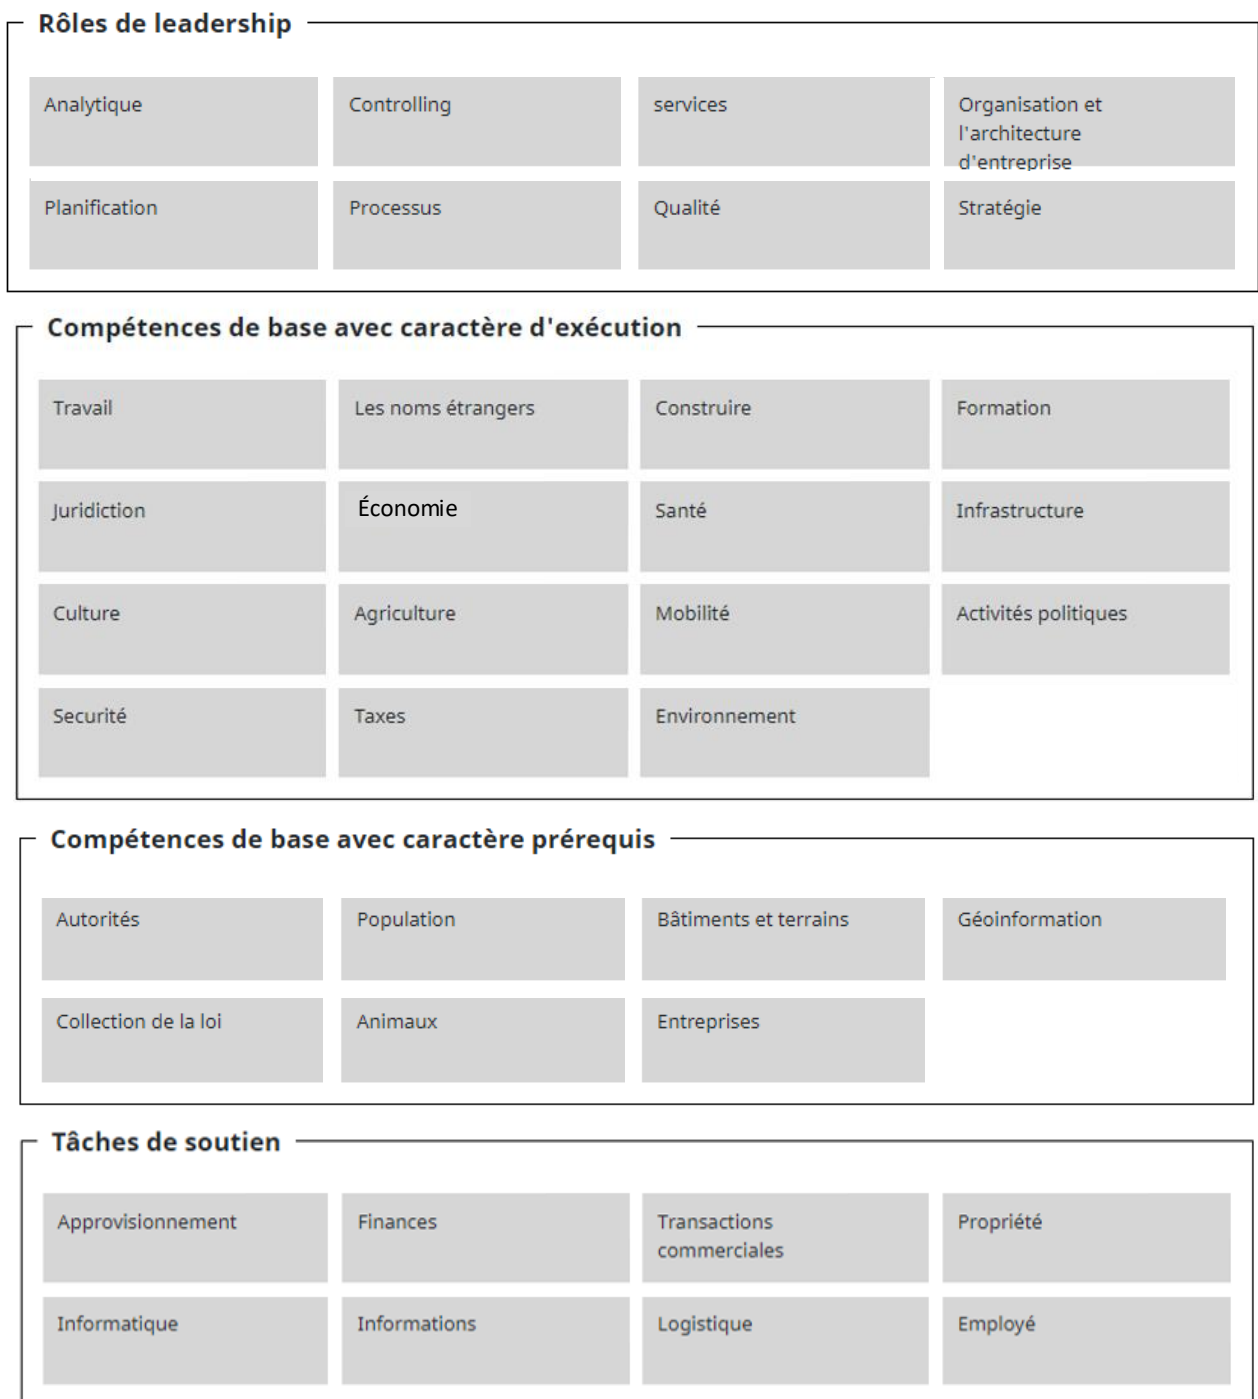 Rôles de leadership
Analytique
Controlling
services
Organisation et
l'architecture
d'entreprise
Planification
Processus
Qualité
Stratégie
Compétences de base avec caractère d'exécution
Travail
Les noms étrangers
Construire
Formation
Juridiction
Économie
Santé
Infrastructure
Culture
Agriculture
Mobilité
Activités politiques
Securité
Taxes
Environnement
Compétences de base avec caractère prérequis
Autorités
Population
Bâtiments et terrains
Géoinformation
Collection de la loi
Animaux
Entreprises
Tâches de soutien
Approvisionnement
Finances
Transactions
commerciales
Propriété
Informatique
Informations
Logistique
Employé